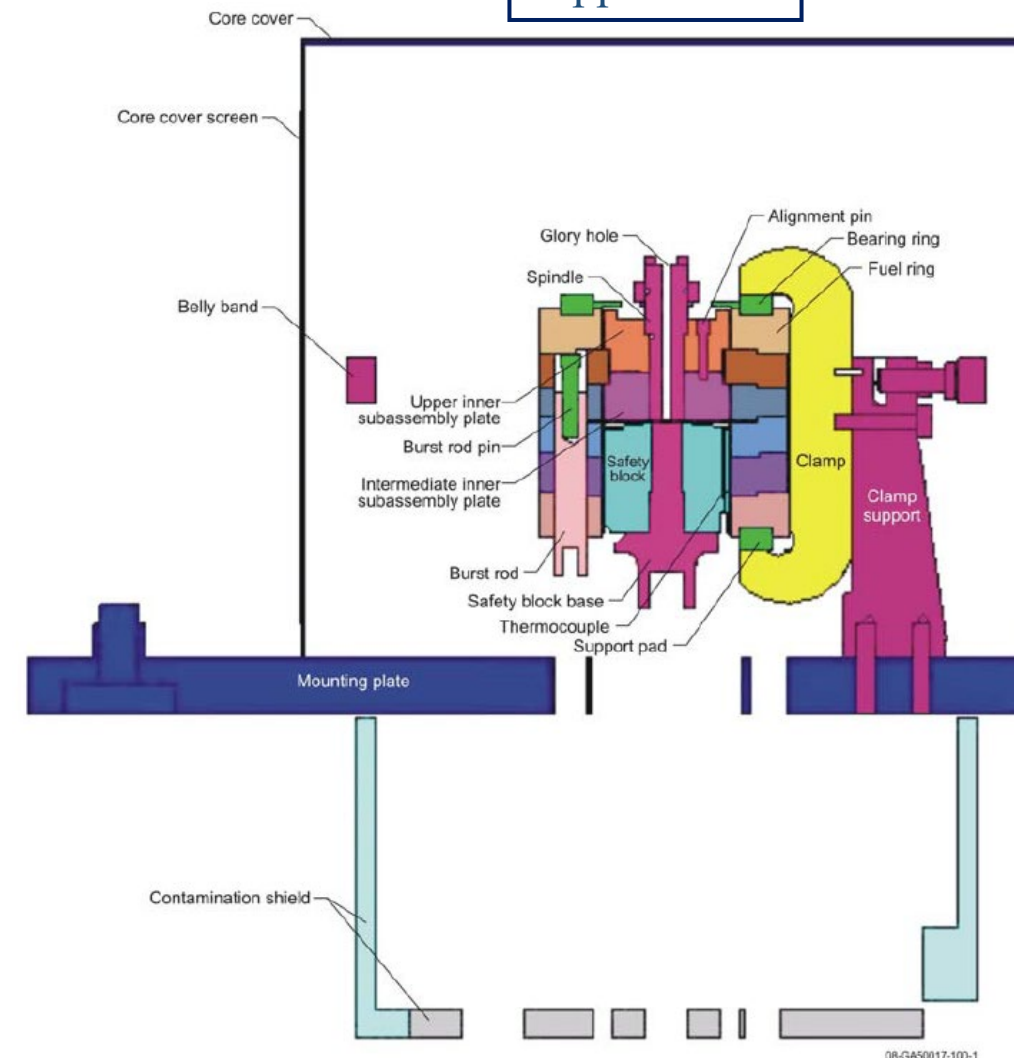 Core cover
Core cover screen
Alignment pin
Glory hole
Bearing ring
Spindle
Fuel ring
Belly band
Upper inner
subassembly plate
Burst rod pin
Intermediate inner
subassembly plate
Safety
block
Clamp
Clamp
support
Burst rod
Safety block base
Thermocouple
Support pad
Mounting plate
Contamination shield
08-GA50017-100-1